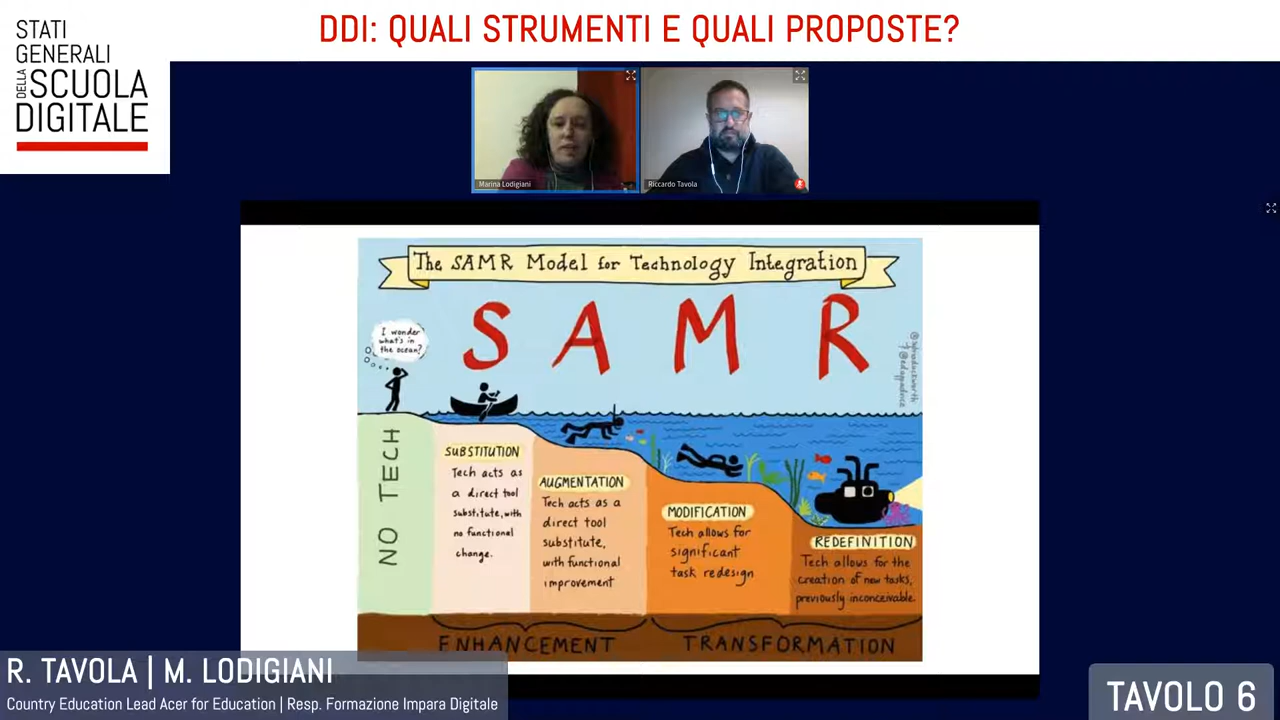 STATI
GENERALI
DELLA
SCUOLA
DIGITALE
DDI: QUALI STRUMENTI E QUALI PROPOSTE?
Marina Lodigiani
Riccardo Tavola
The SAMR Model for Technology Integration
I wonder
what's in
the ocean?
S A M R
NO TECH
SUBSTITUTION
Tech acts as
a direct tool
substitute, with
no functional
change.
AUGMENTATION
Tech acts as a
direct tool
substitute,
with functional
improvement
MODIFICATION
Tech allows for
significant
task redesign
REDEFINITION
Tech allows for the
creation of new tasks,
previously inconceivable.
ENHANCEMENT
TRANSFORMATION
R. TAVOLA | M. LODIGIANI
Country Education Lead Acer for Education | Resp. Formazione Impara Digitale
TAVOLO 6